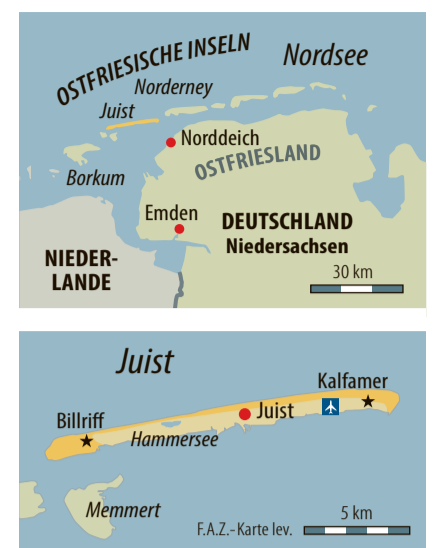 OSTFRIESISCHE INSELN
Nordsee
Norderney
Juist
Norddeich
OSTFRIESLAND
Borkum
Emden
DEUTSCHLAND
Niedersachsen
NIEDER-
LANDE
30 km
Juist
Kalfamer
Billriff
Juist
Hammersee
Memmert
5 km
F.A.Z.-Karte lev.